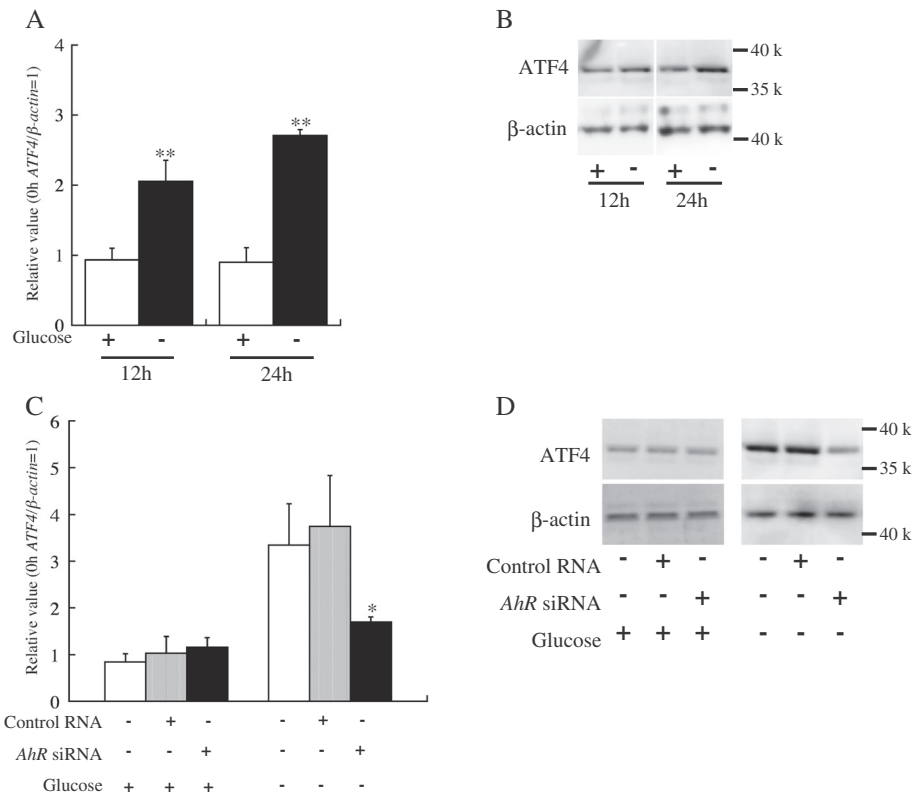 A
Relative value (0h ATF4/β-actin=1)
4
3
2
1
0
**
**
Glucose + - + -
12h 24h
B
ATF4
β-actin
40 k
35 k
40 k
+ - + -
12h 24h
C
Relative value (0h ATF4/β-actin=1)
6
5
4
3
2
1
0
*
Control RNA - + - - + -
AhR siRNA - - + - - +
Glucose + + + - - -
D
ATF4
β-actin
40 k
35 k
40 k
Control RNA - + - - + -
AhR siRNA - - + - - +
Glucose + + + - - -